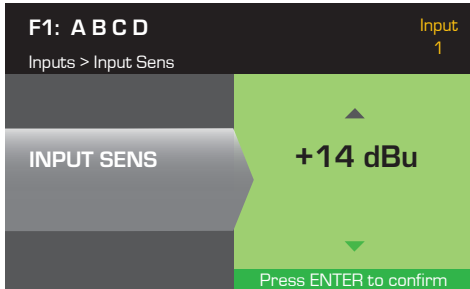 F1: A B C D
Input
1
Inputs > Input Sens
INPUT SENS
+14 dBu
Press ENTER to confirm